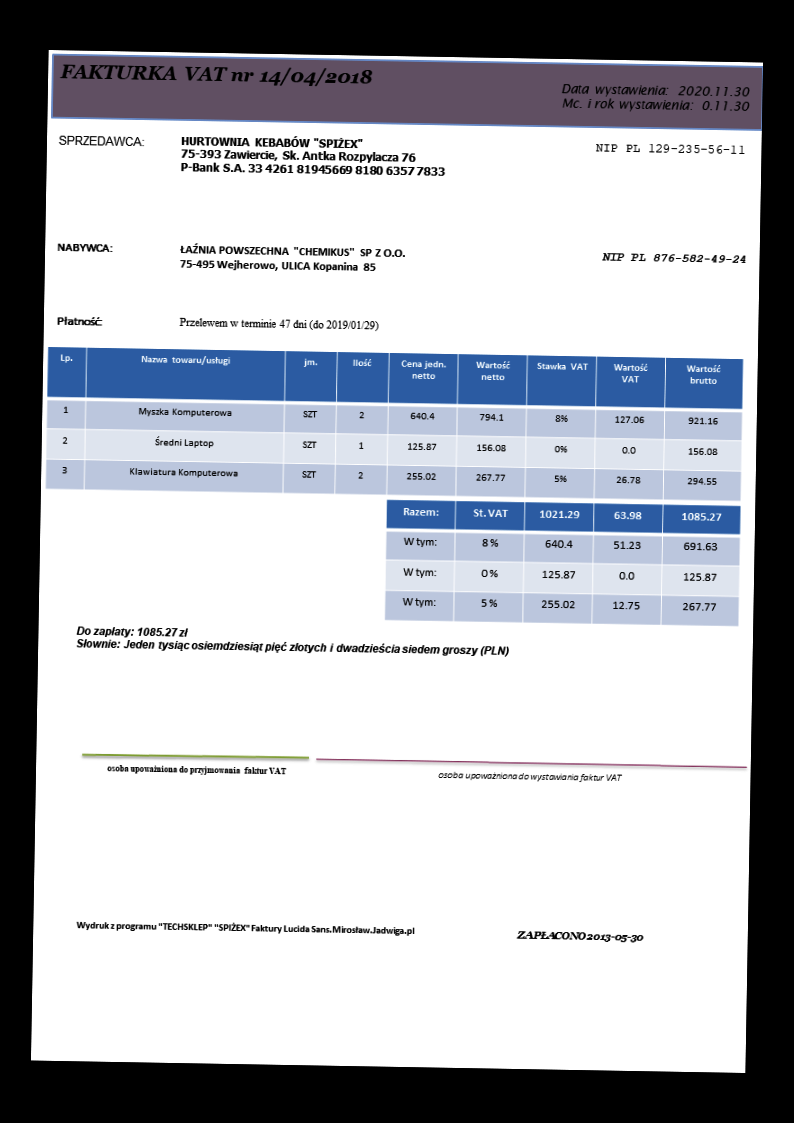 FAKTURKA VAT nr 14/04/2018
Data wystawienia: 2020.11.30
Mc. i rok wystawienia: 0.11.30
SPRZEDAWCA: HURTOWNIA KEBABÓW "SPIŻEX" NIP PL 129-235-56-11
75-393 Zawiercie, Sk. Antka Rozpylacza 76
P-Bank S.A. 33 4261 81945669 8180 6357 7833
NABYWCA: ŁAŹNIA POWSZECHNA "CHEMIKUS" SP Z O.O. NIP PL 876-582-49-24
75-495 Wejherowo, ULICA Kopanina 85
Płatność: Przelewem w terminie 47 dni (do 2019/01/29)
Lp. Nazwa towaru/usługi jm. Ilość Cena jedn. netto Wartość netto Stawka VAT Wartość VAT Wartość brutto
1 Myszka Komputerowa SZT 2 640.4 794.1 8% 127.06 921.16
2 Średni Laptop SZT 1 125.87 156.08 0% 0.0 156.08
3 Klawiatura Komputerowa SZT 2 255.02 267.77 5% 26.78 294.55
Razem: St. VAT 1021.29 63.98 1085.27
W tym: 8 % 640.4 51.23 691.63
W tym: 0 % 125.87 0.0 125.87
W tym: 5 % 255.02 12.75 267.77
Do zapłaty: 1085.27 zł
Słownie: Jeden tysiąc osiemdziesiąt pięć złotych i dwadzieścia siedem groszy (PLN)
osoba upoważniona do przyjmowania faktur VAT osoba upoważniona do wystawiania faktur VAT
Wydruk z programu "TECHSKLEP" "SPIŻEX" Faktury Lucida Sans.Mirosław.Jadwiga.pl
ZAPŁACONO 2013-05-30